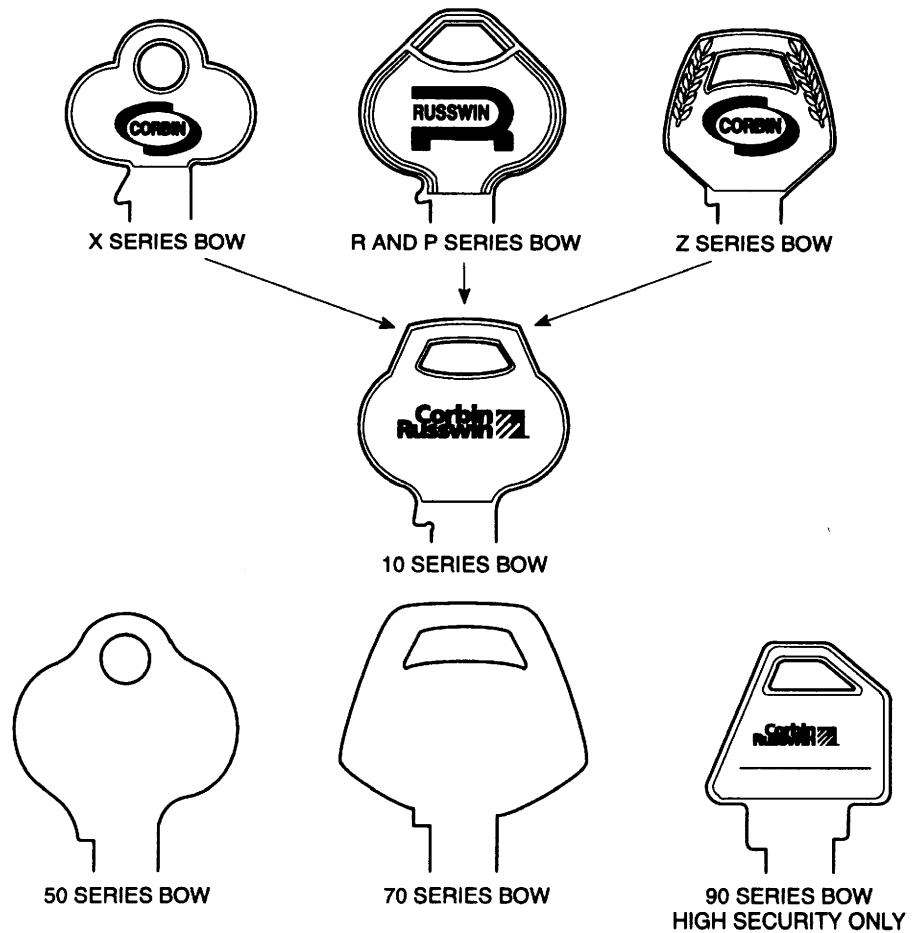 CORBIN
RUSSWIN
CORBIN
X SERIES BOW
R AND P SERIES BOW
Z SERIES BOW
Corbin
Russwin
10 SERIES BOW
Corbin
Russwin
50 SERIES BOW
70 SERIES BOW
90 SERIES BOW
HIGH SECURITY ONLY